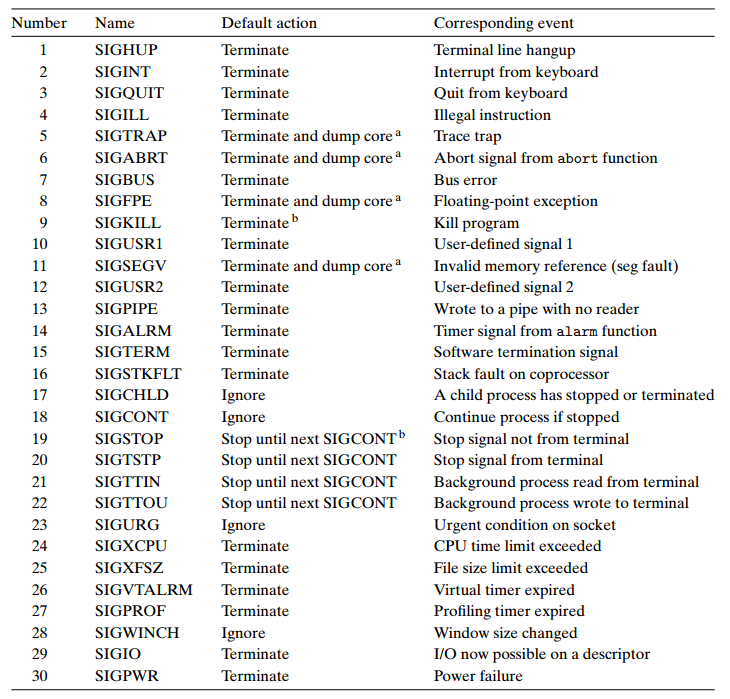 Number Name Default action Corresponding event
1 SIGHUP Terminate Terminal line hangup
2 SIGINT Terminate Interrupt from keyboard
3 SIGQUIT Terminate Quit from keyboard
4 SIGILL Terminate Illegal instruction
5 SIGTRAP Terminate and dump core a Trace trap
6 SIGABRT Terminate and dump core a Abort signal from abort function
7 SIGBUS Terminate Bus error
8 SIGFPE Terminate and dump core a Floating-point exception
9 SIGKILL Terminate b Kill program
10 SIGUSR1 Terminate User-defined signal 1
11 SIGSEGV Terminate and dump core a Invalid memory reference (seg fault)
12 SIGUSR2 Terminate User-defined signal 2
13 SIGPIPE Terminate Wrote to a pipe with no reader
14 SIGALRM Terminate Timer signal from alarm function
15 SIGTERM Terminate Software termination signal
16 SIGSTKFLT Terminate Stack fault on coprocessor
17 SIGCHLD Ignore A child process has stopped or terminated
18 SIGCONT Ignore Continue process if stopped
19 SIGSTOP Stop until next SIGCONT b Stop signal not from terminal
20 SIGTSTP Stop until next SIGCONT Stop signal from terminal
21 SIGTTIN Stop until next SIGCONT Background process read from terminal
22 SIGTTOU Stop until next SIGCONT Background process wrote to terminal
23 SIGURG Ignore Urgent condition on socket
24 SIGXCPU Terminate CPU time limit exceeded
25 SIGXFSZ Terminate File size limit exceeded
26 SIGVTALRM Terminate Virtual timer expired
27 SIGPROF Terminate Profiling timer expired
28 SIGWINCH Ignore Window size changed
29 SIGIO Terminate I/O now possible on a descriptor
30 SIGPWR Terminate Power failure